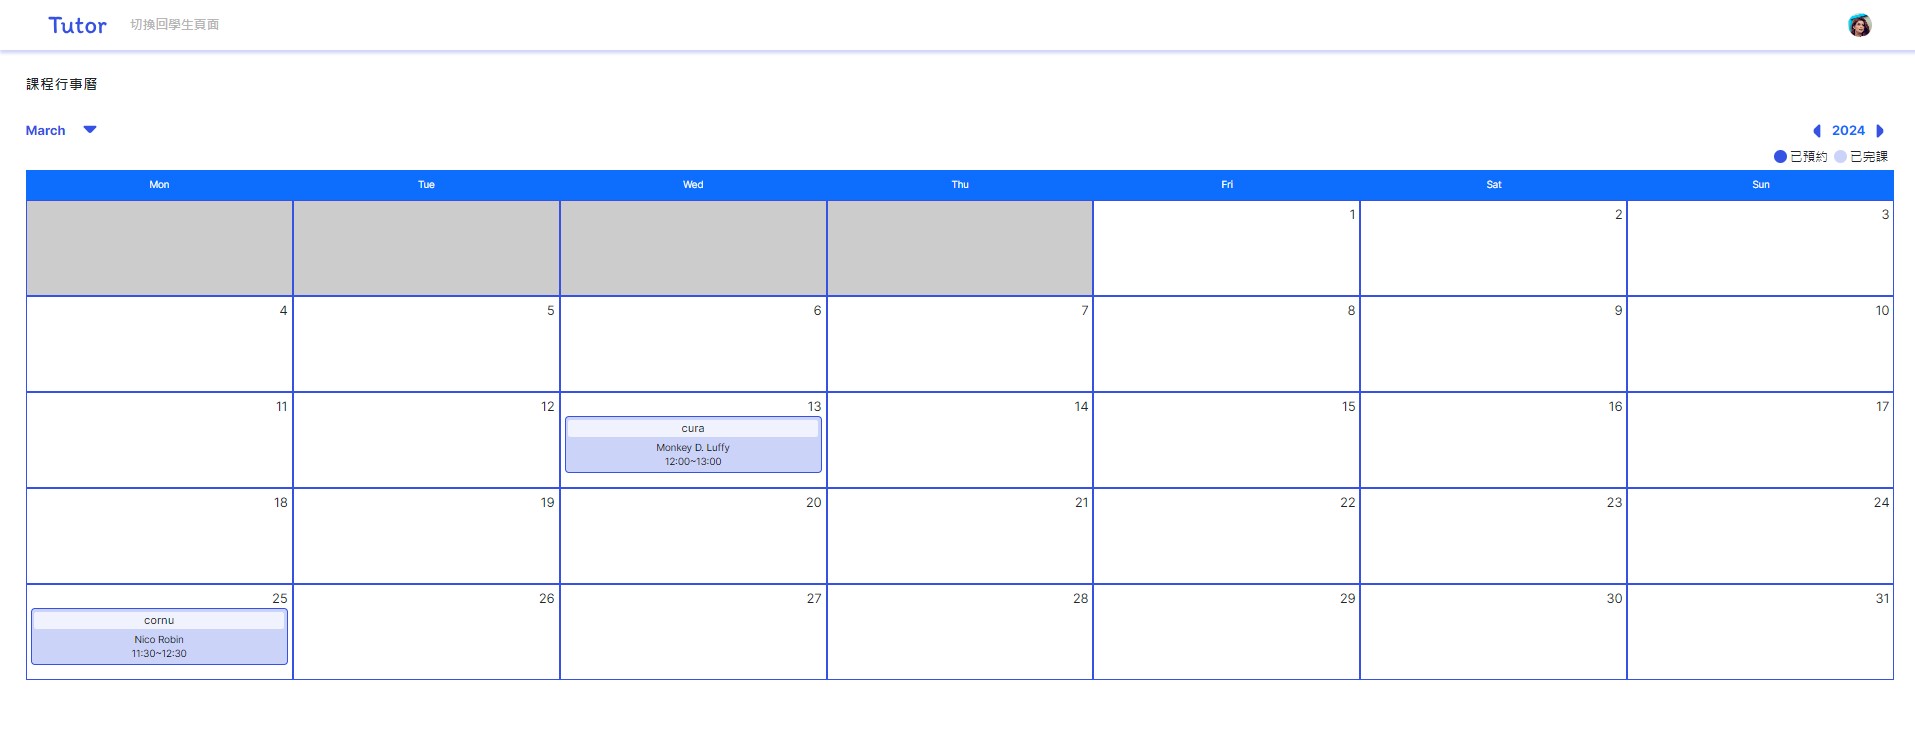 Tutor 切換回學生頁面
課程行事曆
March 2024
已預約 已完課
Mon Tue Wed Thu Fri Sat Sun
1 2 3
4 5 6 7 8 9 10
11 12 13 14 15 16 17
cura
Monkey D. Luffy
12:00~13:00
18 19 20 21 22 23 24
25 26 27 28 29 30 31
cornu
Nico Robin
11:30~12:30